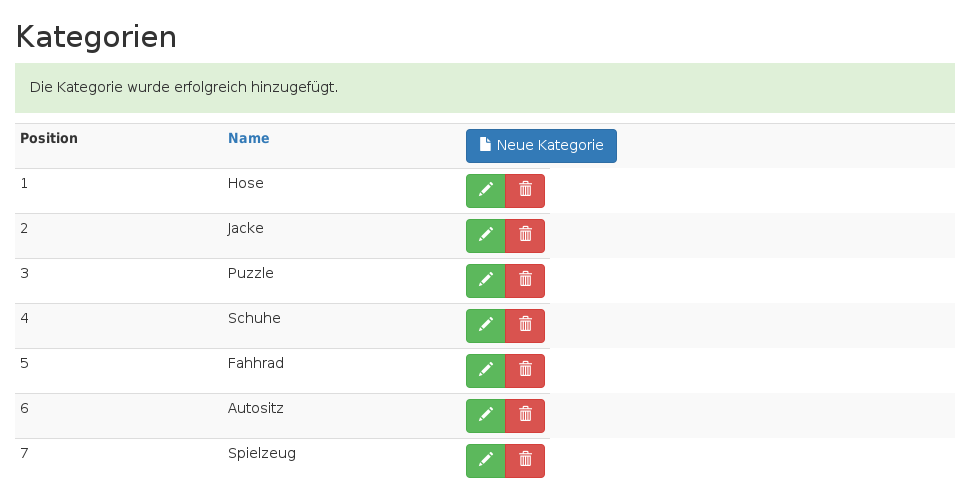 Kategorien
Die Kategorie wurde erfolgreich hinzugefügt.
Position Name Neue Kategorie
1 Hose
2 Jacke
3 Puzzle
4 Schuhe
5 Fahhrad
6 Autositz
7 Spielzeug